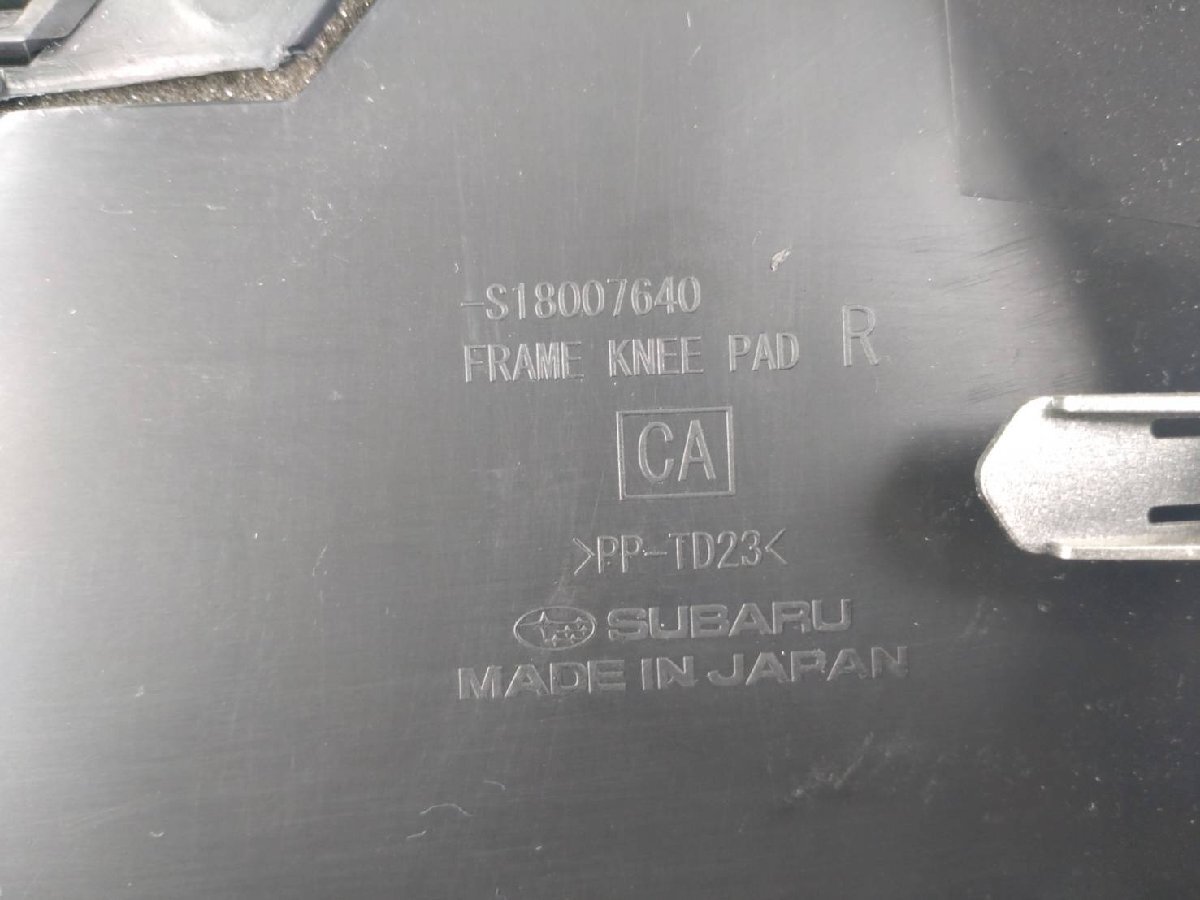 -S18007640
FRAME KNEE PAD R
CA
>PP-TD23<
SUBARU
MADE IN JAPAN